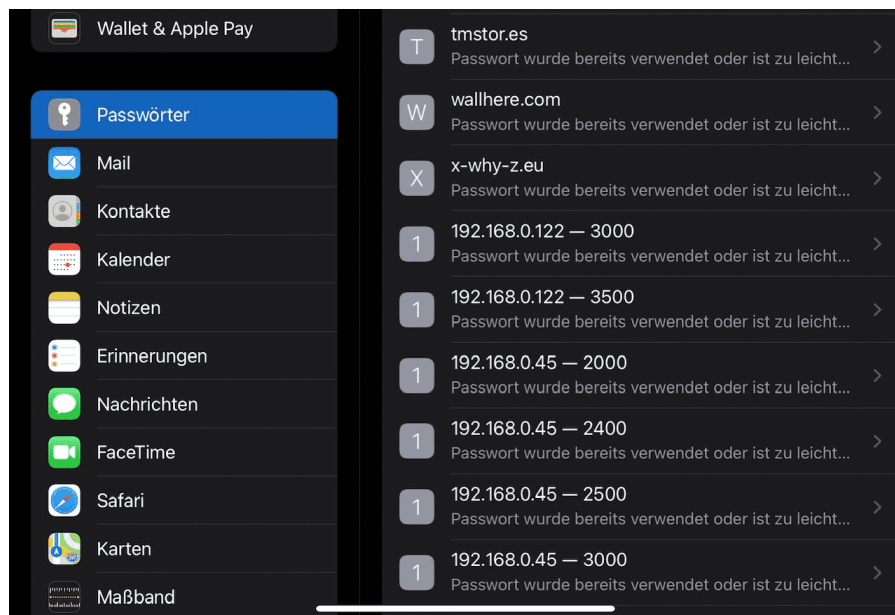 Wallet & Apple Pay
Passwörter
Mail
Kontakte
Kalender
Notizen
Erinnerungen
Nachrichten
FaceTime
Safari
Karten
Maßband
T
tmstor.es
Passwort wurde bereits verwendet oder ist zu leicht...
W
wallhere.com
Passwort wurde bereits verwendet oder ist zu leicht...
X
x-why-z.eu
Passwort wurde bereits verwendet oder ist zu leicht...
1
192.168.0.122 — 3000
Passwort wurde bereits verwendet oder ist zu leicht...
1
192.168.0.122 — 3500
Passwort wurde bereits verwendet oder ist zu leicht...
1
192.168.0.45 — 2000
Passwort wurde bereits verwendet oder ist zu leicht...
1
192.168.0.45 — 2400
Passwort wurde bereits verwendet oder ist zu leicht...
1
192.168.0.45 — 2500
Passwort wurde bereits verwendet oder ist zu leicht...
1
192.168.0.45 — 3000
Passwort wurde bereits verwendet oder ist zu leicht...